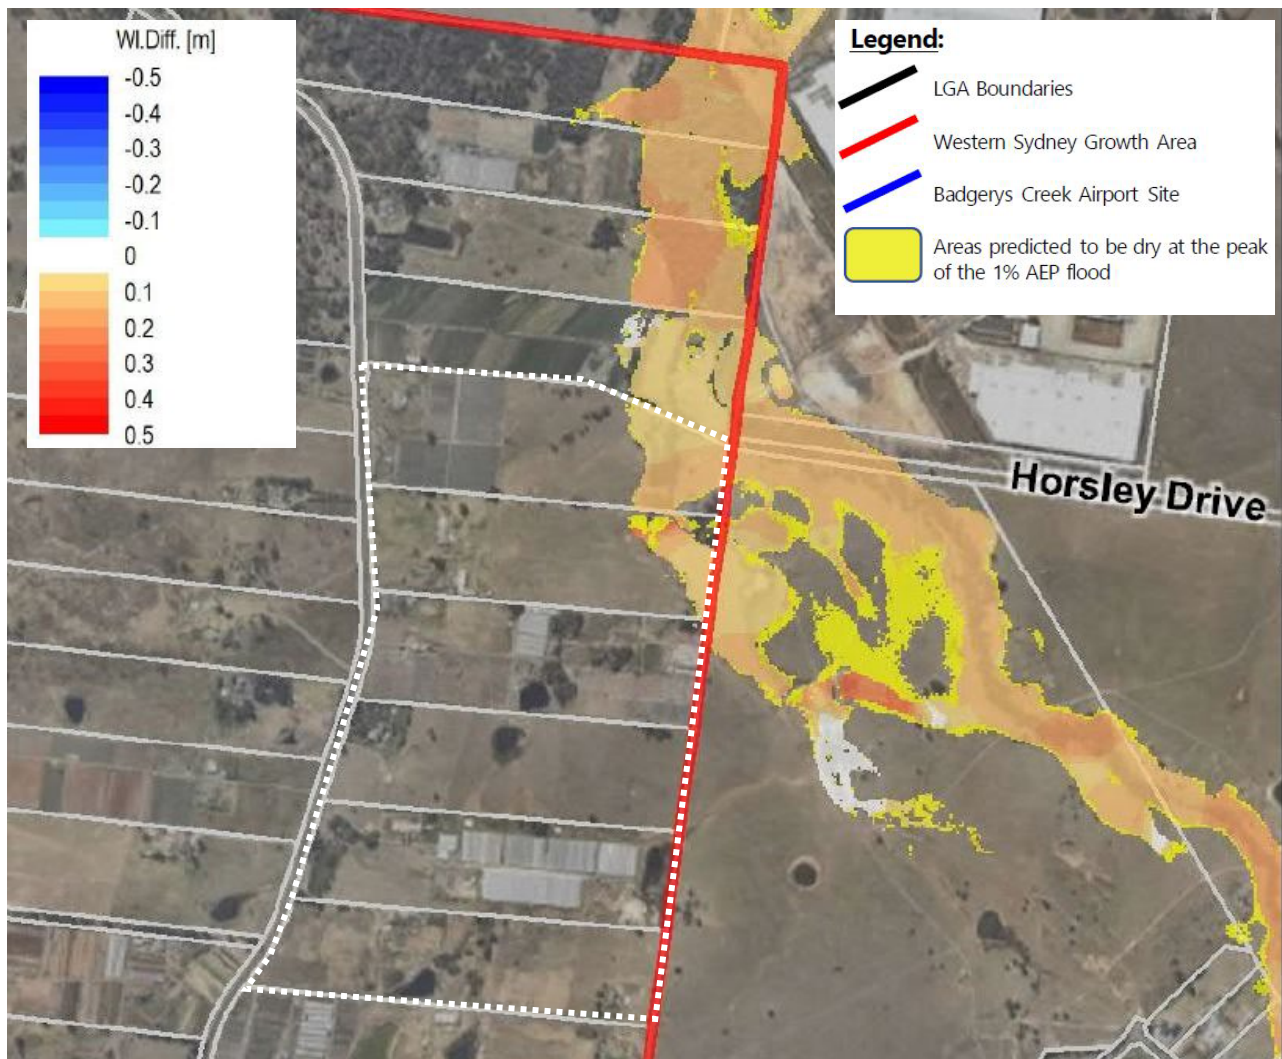 Wl.Diff. [m]
-0.5
-0.4
-0.3
-0.2
-0.1
0
0.1
0.2
0.3
0.4
0.5
Legend:
LGA Boundaries
Western Sydney Growth Area
Badgerys Creek Airport Site
Areas predicted to be dry at the peak
of the 1% AEP flood
Horsley Drive